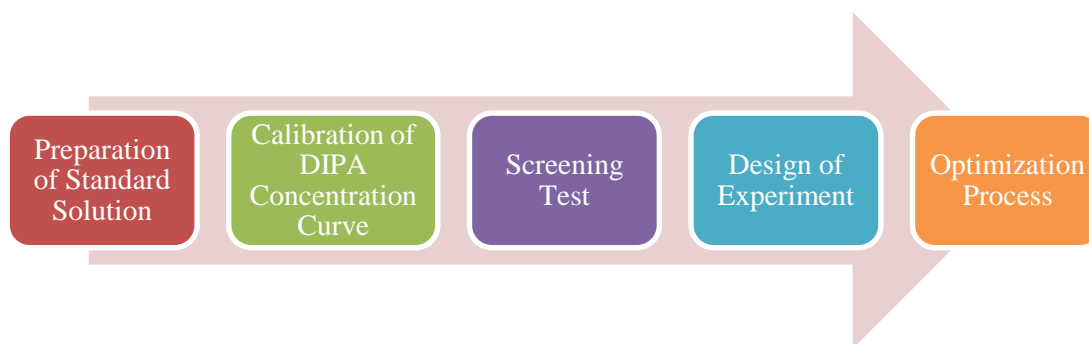 Preparation
of Standard
Solution
Calibration of
DIPA
Concentration
Curve
Screening
Test
Design of
Experiment
Optimization
Process